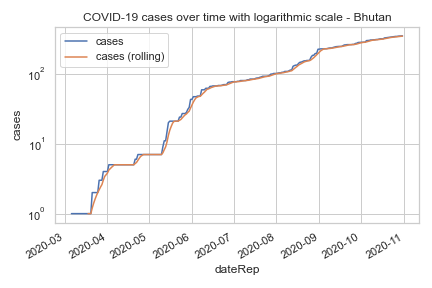 COVID-19 cases over time with logarithmic scale - Bhutan
cases
cases (rolling)
10²
10¹
10⁰
cases
2020-03
2020-04
2020-05
2020-06
2020-07
2020-08
2020-09
2020-10
2020-11
dateRep